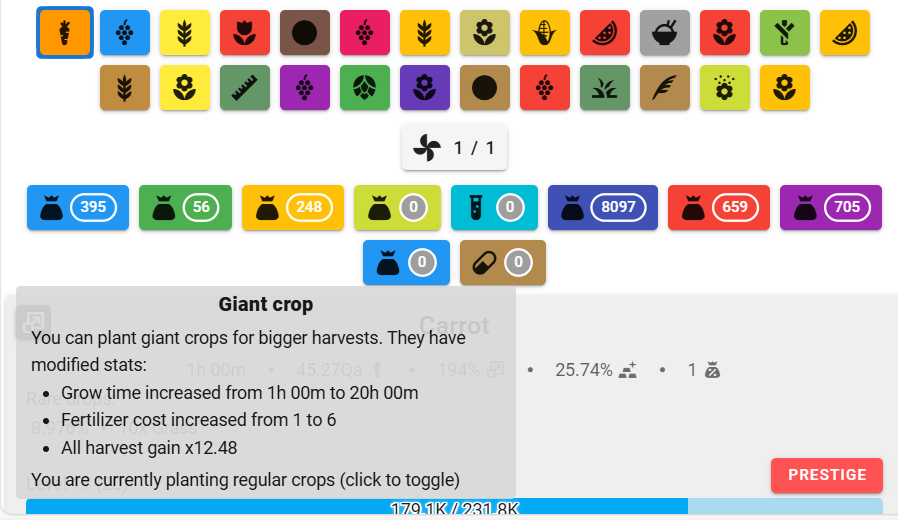 1 / 1
395
56
248
0
0
8097
659
705
0
0
Giant crop
Carrot
You can plant giant crops for bigger harvests. They have
modified stats:
1h 00m • 45.27Qa • 194% • 25.74% • 1
• Grow time increased from 1h 00m to 20h 00m
Rare drops:
• Fertilizer cost increased from 1 to 6
• All harvest gain x12.48
You are currently planting regular crops (click to toggle)
PRESTIGE
179.1K / 231.8K